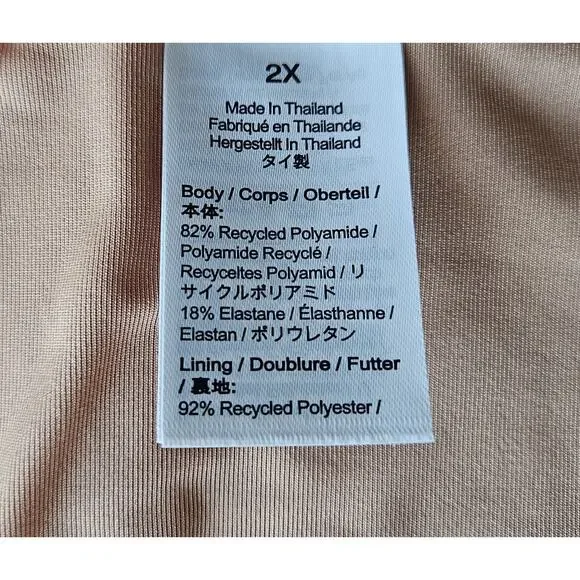 2X
Made In Thailand
Fabriqué en Thaïlande
Hergestellt In Thailand
タイ製
Body / Corps / Oberteil /
本体:
82% Recycled Polyamide /
Polyamide Recyclé /
Recyceltes Polyamid / リ
サイクルポリアミド
18% Elastane / Élasthanne /
Elastan / ポリウレタン
Lining / Doublure / Futter
/ 裏地:
92% Recycled Polyester /